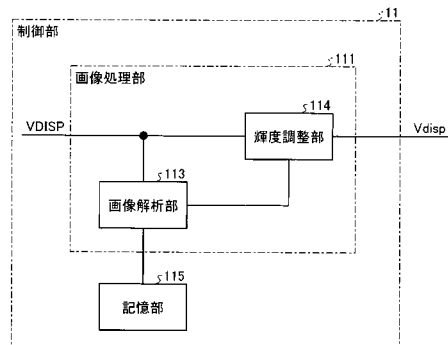 11
制御部
111
画像処理部
114
VDISP
輝度調整部
Vdisp
113
画像解析部
115
記憶部